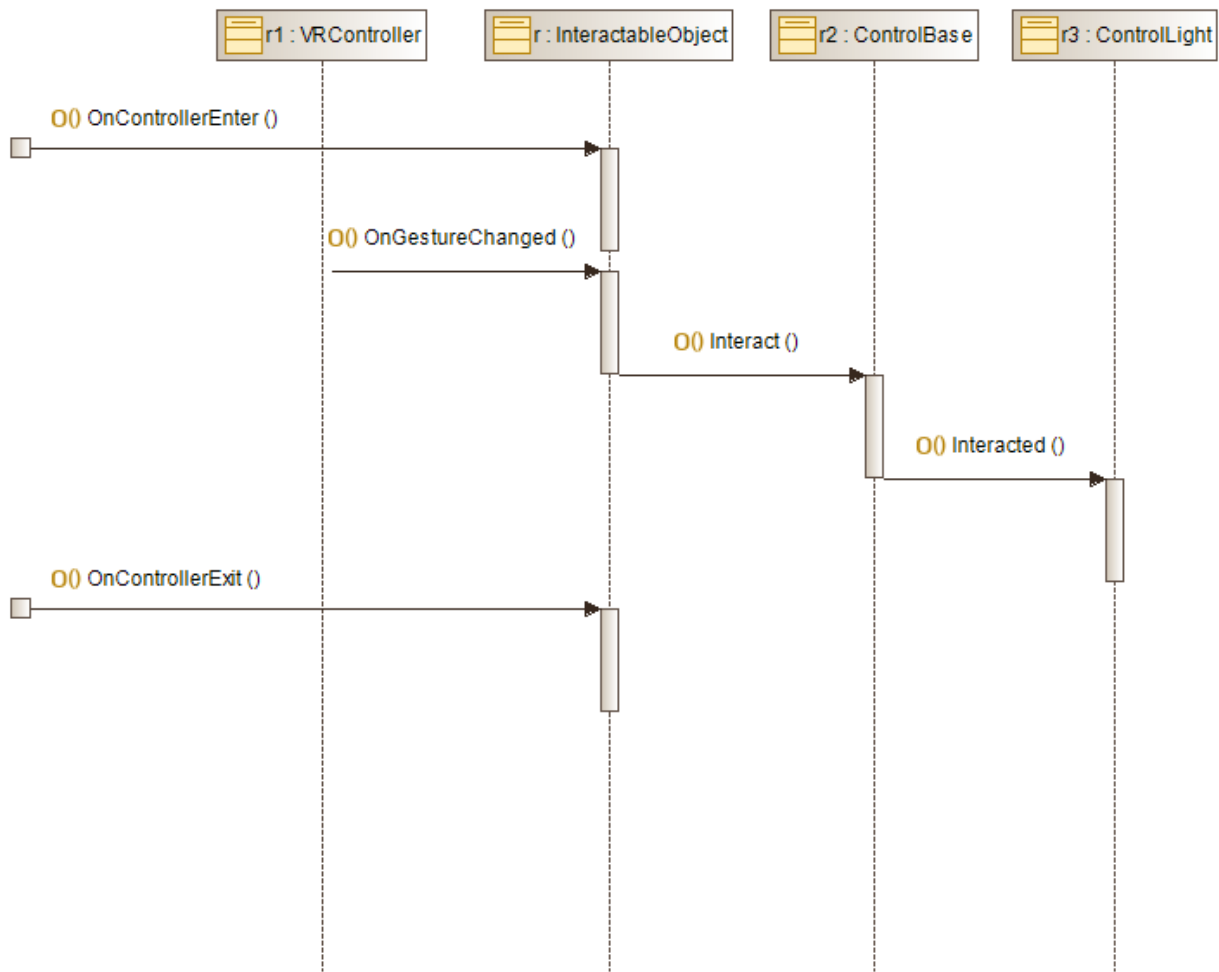 r1 : VRController
r : InteractableObject
r2 : ControlBase
r3 : ControlLight
O() OnControllerEnter ()
O() OnGestureChanged ()
O() Interact ()
O() Interacted ()
O() OnControllerExit ()